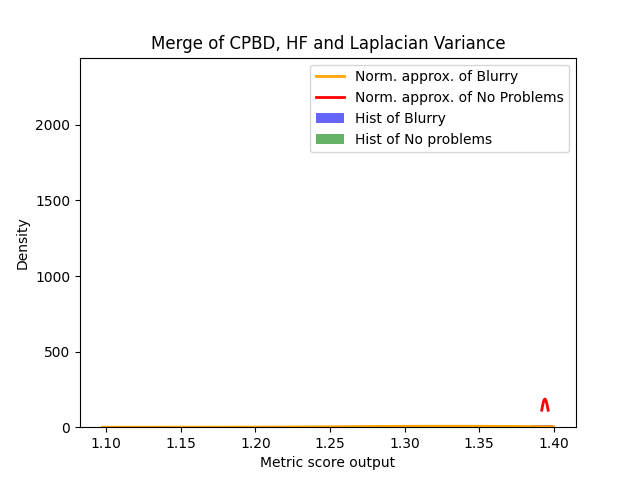 Merge of CPBD, HF and Laplacian Variance
Norm. approx. of Blurry
Norm. approx. of No Problems
Hist of Blurry
Hist of No problems
2000
1500
1000
500
0
Density
1.10 1.15 1.20 1.25 1.30 1.35 1.40
Metric score output